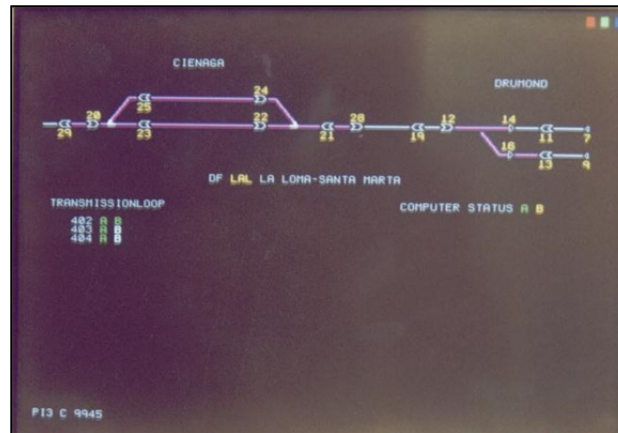 CIENAGA
DRUMOND
24
25
20
22
28
12
14
29
23
21
19
11
7
16
13
9
DF LAL LA LOMA-SANTA MARTA
TRANSMISSIONLOOP
COMPUTER STATUS A B
402 A B
403 A B
404 A B
PI3 C 9945